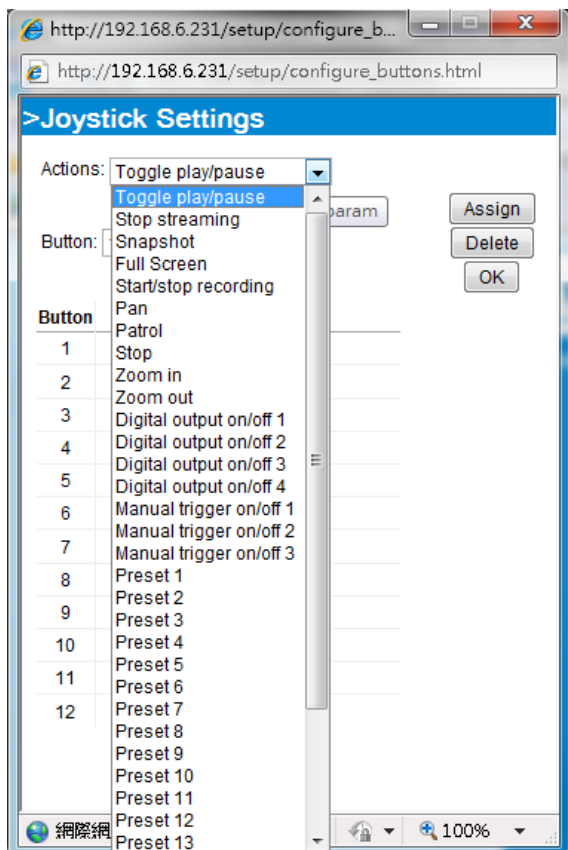 http://192.168.6.231/setup/configure_b...
http://192.168.6.231/setup/configure_buttons.html
>Joystick Settings
Actions: Toggle play/pause
Toggle play/pause
Stop streaming
param
Assign
Button:
Snapshot
Delete
Full Screen
OK
Start/stop recording
Button
Pan
Patrol
1
Stop
2
Zoom in
Zoom out
3
Digital output on/off 1
4
Digital output on/off 2
Digital output on/off 3
5
Digital output on/off 4
6
Manual trigger on/off 1
Manual trigger on/off 2
7
Manual trigger on/off 3
8
Preset 1
Preset 2
9
Preset 3
10
Preset 4
Preset 5
11
Preset 6
12
Preset 7
Preset 8
Preset 9
Preset 10
Preset 11
Preset 12
Preset 13
網際網
100%